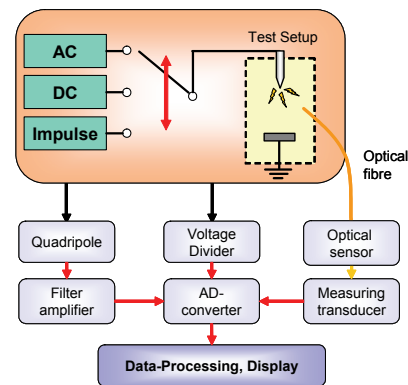 Test Setup
AC
DC
Impulse
Optical
fibre
Quadripole
Voltage
Divider
Optical
sensor
Filter
amplifier
AD-
converter
Measuring
transducer
Data-Processing, Display